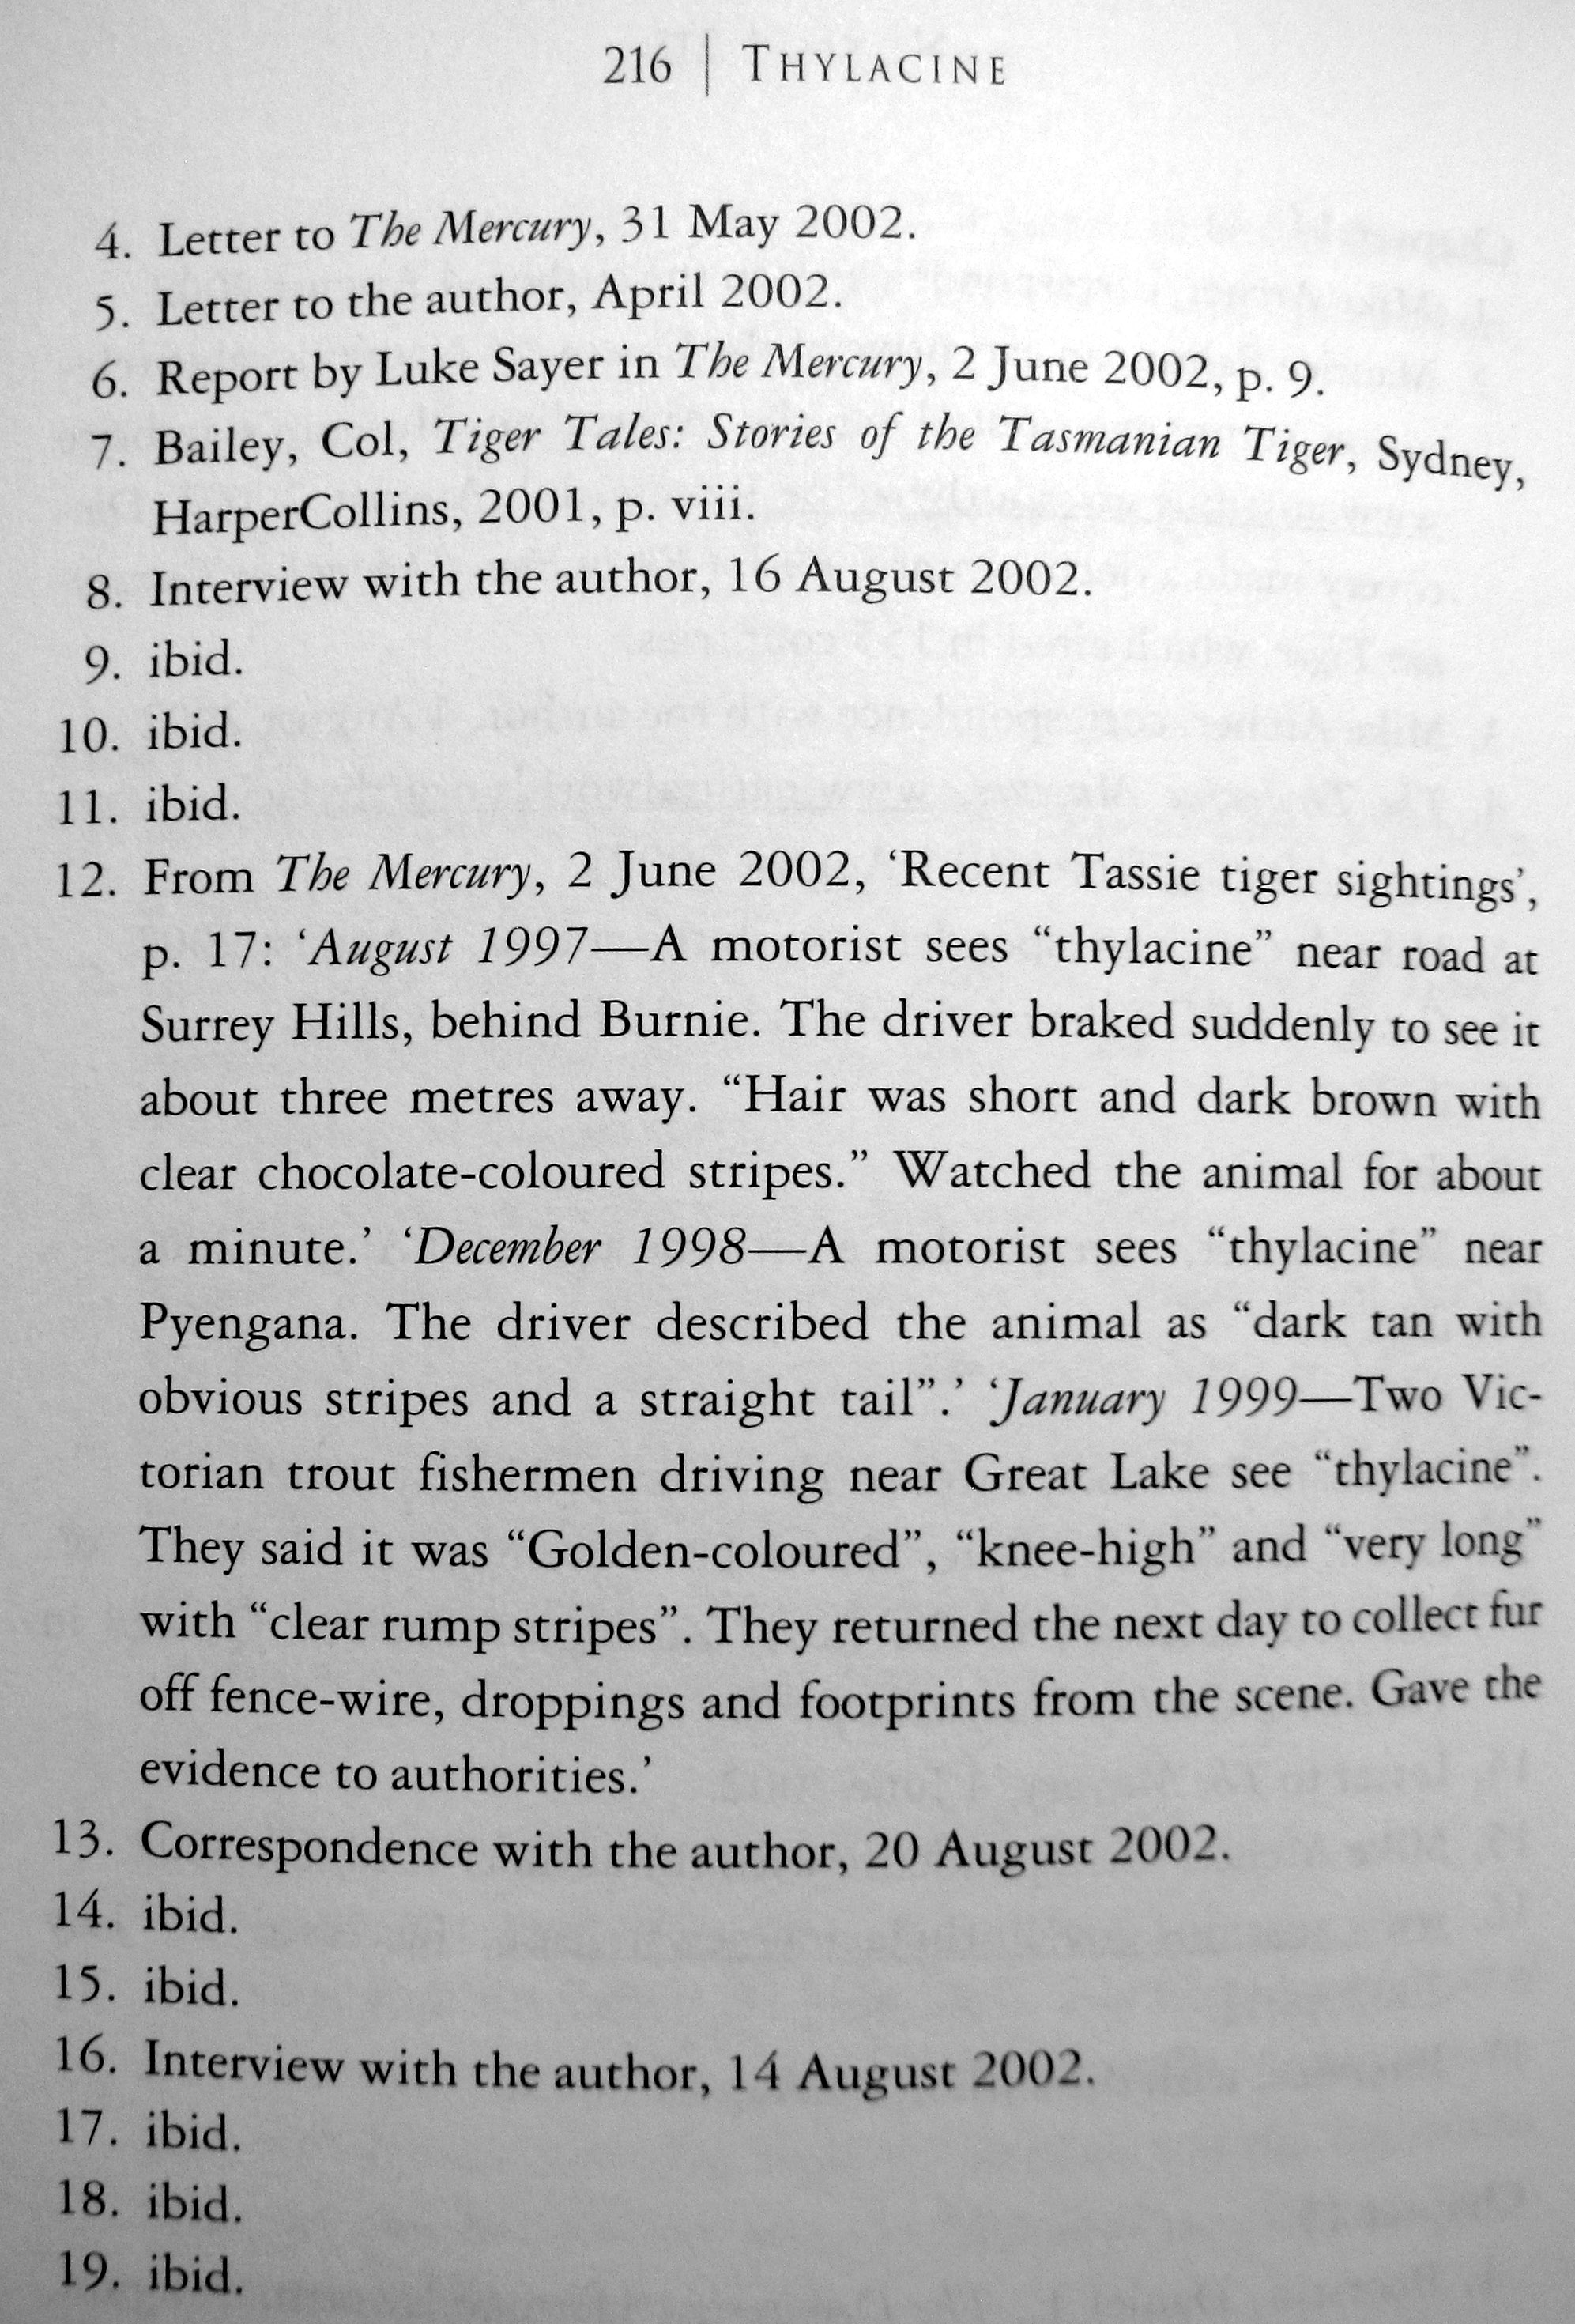 216 | THYLACINE
4. Letter to The Mercury, 31 May 2002.
5. Letter to the author, April 2002.
6. Report by Luke Sayer in The Mercury, 2 June 2002, p. 9.
7. Bailey, Col, Tiger Tales: Stories of the Tasmanian Tiger, Sydney,
HarperCollins, 2001, p. viii.
8. Interview with the author, 16 August 2002.
9. ibid.
10. ibid.
11. ibid.
12. From The Mercury, 2 June 2002, ‘Recent Tassie tiger sightings’,
p. 17: ‘August 1997—A motorist sees “thylacine” near road at
Surrey Hills, behind Burnie. The driver braked suddenly to see it
about three metres away. “Hair was short and dark brown with
clear chocolate-coloured stripes.” Watched the animal for about
a minute.’ ‘December 1998—A motorist sees “thylacine” near
Pyengana. The driver described the animal as “dark tan with
obvious stripes and a straight tail”.’ ‘January 1999—Two Vic-
torian trout fishermen driving near Great Lake see “thylacine”.
They said it was “Golden-coloured”, “knee-high” and “very long”
with “clear rump stripes”. They returned the next day to collect fur
off fence-wire, droppings and footprints from the scene. Gave the
evidence to authorities.’
13. Correspondence with the author, 20 August 2002.
14. ibid.
15. ibid.
16. Interview with the author, 14 August 2002.
17. ibid.
18. ibid.
19. ibid.